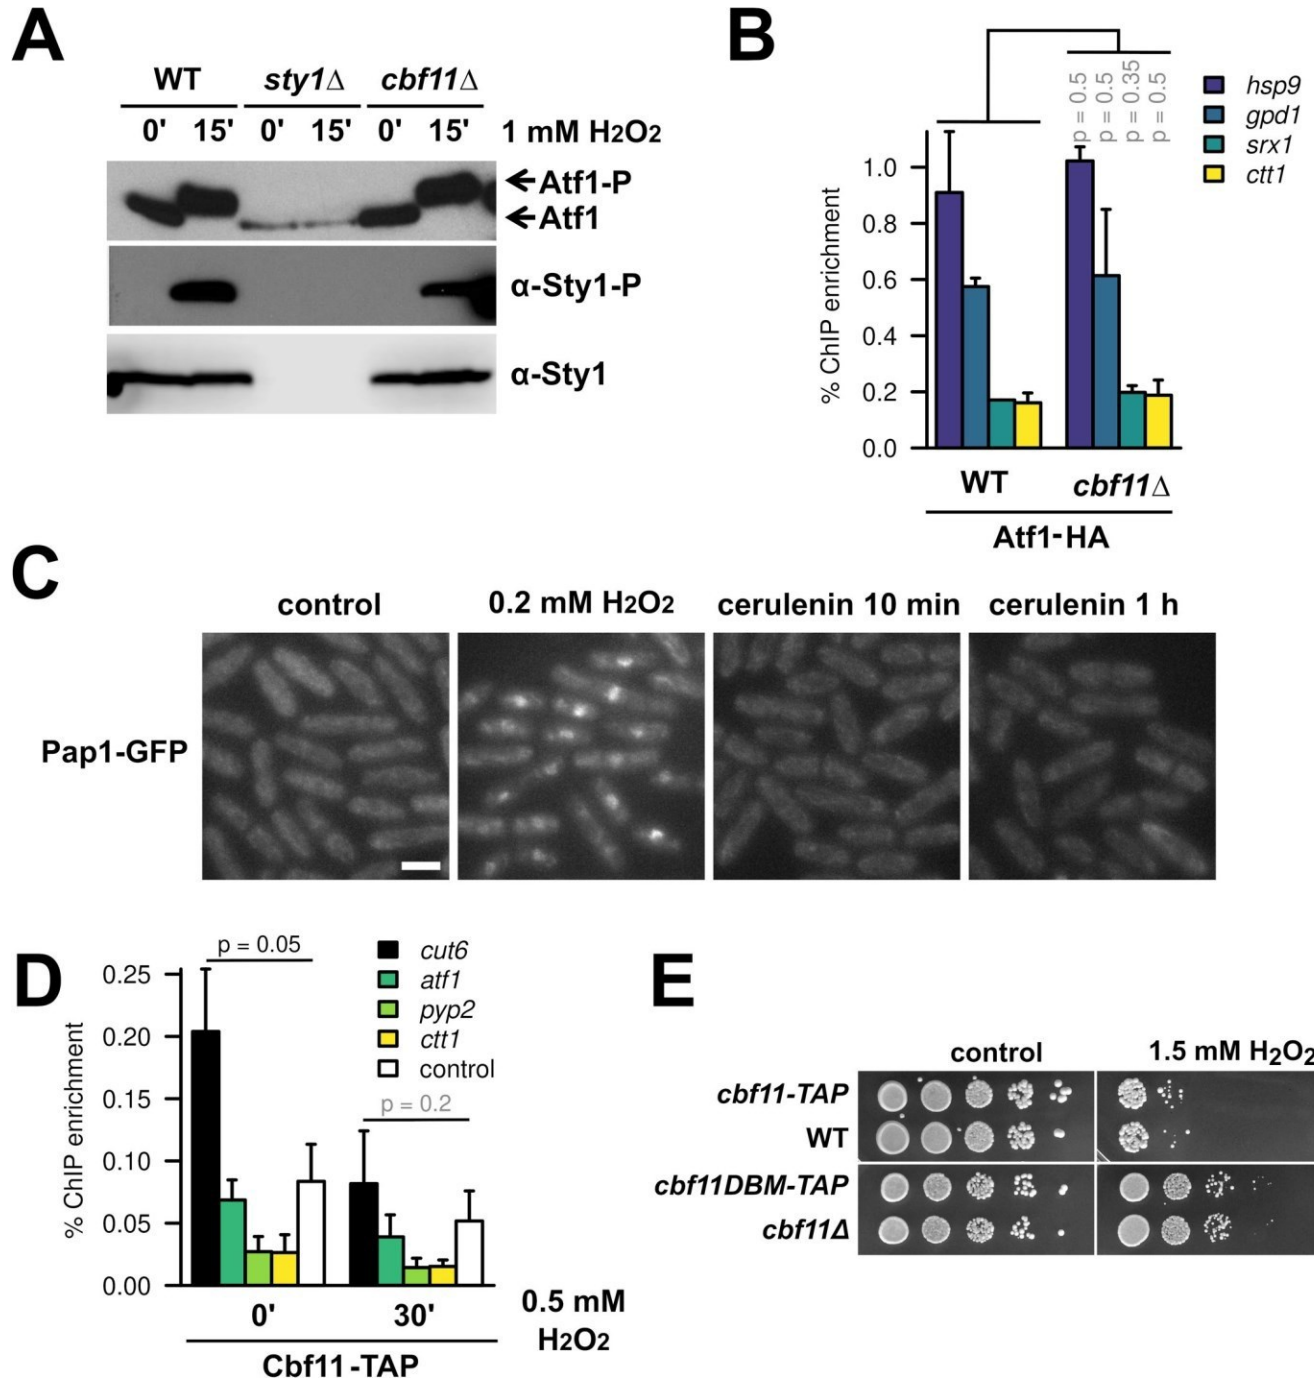 A
WT sty1Δ cbf11Δ
0' 15' 0' 15' 0' 15' 1 mM H2O2
Atf1-P
Atf1
α-Sty1-P
α-Sty1
B
p = 0.5
p = 0.5
p = 0.35
p = 0.5
hsp9
gpd1
srx1
ctt1
% ChIP enrichment
1.0
0.8
0.6
0.4
0.2
0.0
WT cbf11Δ
Atf1-HA
C
control 0.2 mM H2O2 cerulenin 10 min cerulenin 1 h
Pap1-GFP
D
p = 0.05
cut6
atf1
pyp2
ctt1
control
p = 0.2
% ChIP enrichment
0.25
0.20
0.15
0.10
0.05
0.00
0' 30' 0.5 mM
H2O2
Cbf11-TAP
E
control 1.5 mM H2O2
cbf11-TAP
WT
cbf11DBM-TAP
cbf11Δ